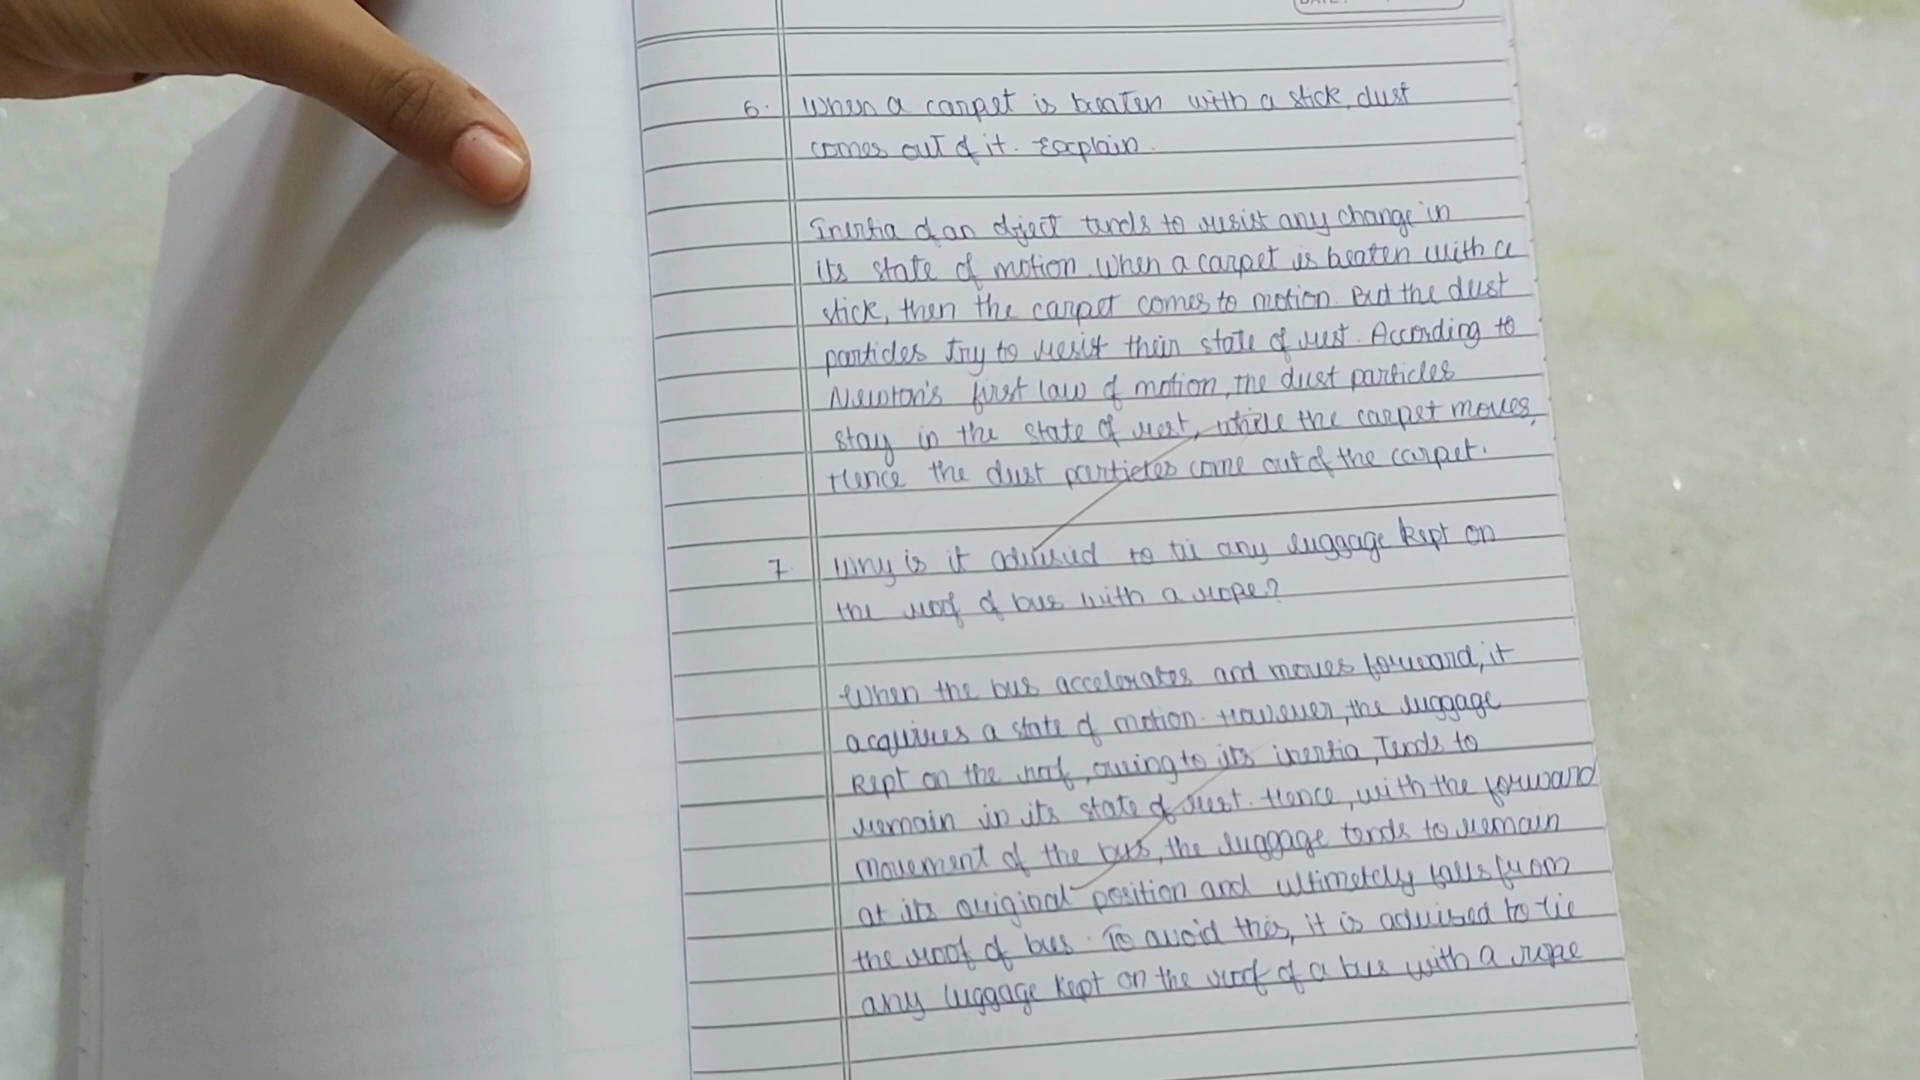 6. When a carpet is beaten with a stick, dust
comes out of it. Explain.
Inertia of an object tends to resist any change in
its state of motion. When a carpet is beaten with a
stick, then the carpet comes to motion. But the dust
particles try to resist their state of rest. According to
Newton's first law of motion, the dust particles
stay in the state of rest, while the carpet moves.
Hence the dust particles come out of the carpet.
7. Why is it advised to tie any luggage kept on
the roof of bus with a rope?
When the bus accelerates and moves forward, it
acquires a state of motion. However, the luggage
kept on the roof, owing to its inertia, tends to
remain in its state of rest. Hence, with the forward
movement of the bus, the luggage tends to remain
at its original position and ultimetely falls from
the roof of bus. To avoid this, it is advised to tie
any luggage kept on the roof of a bus with a rope